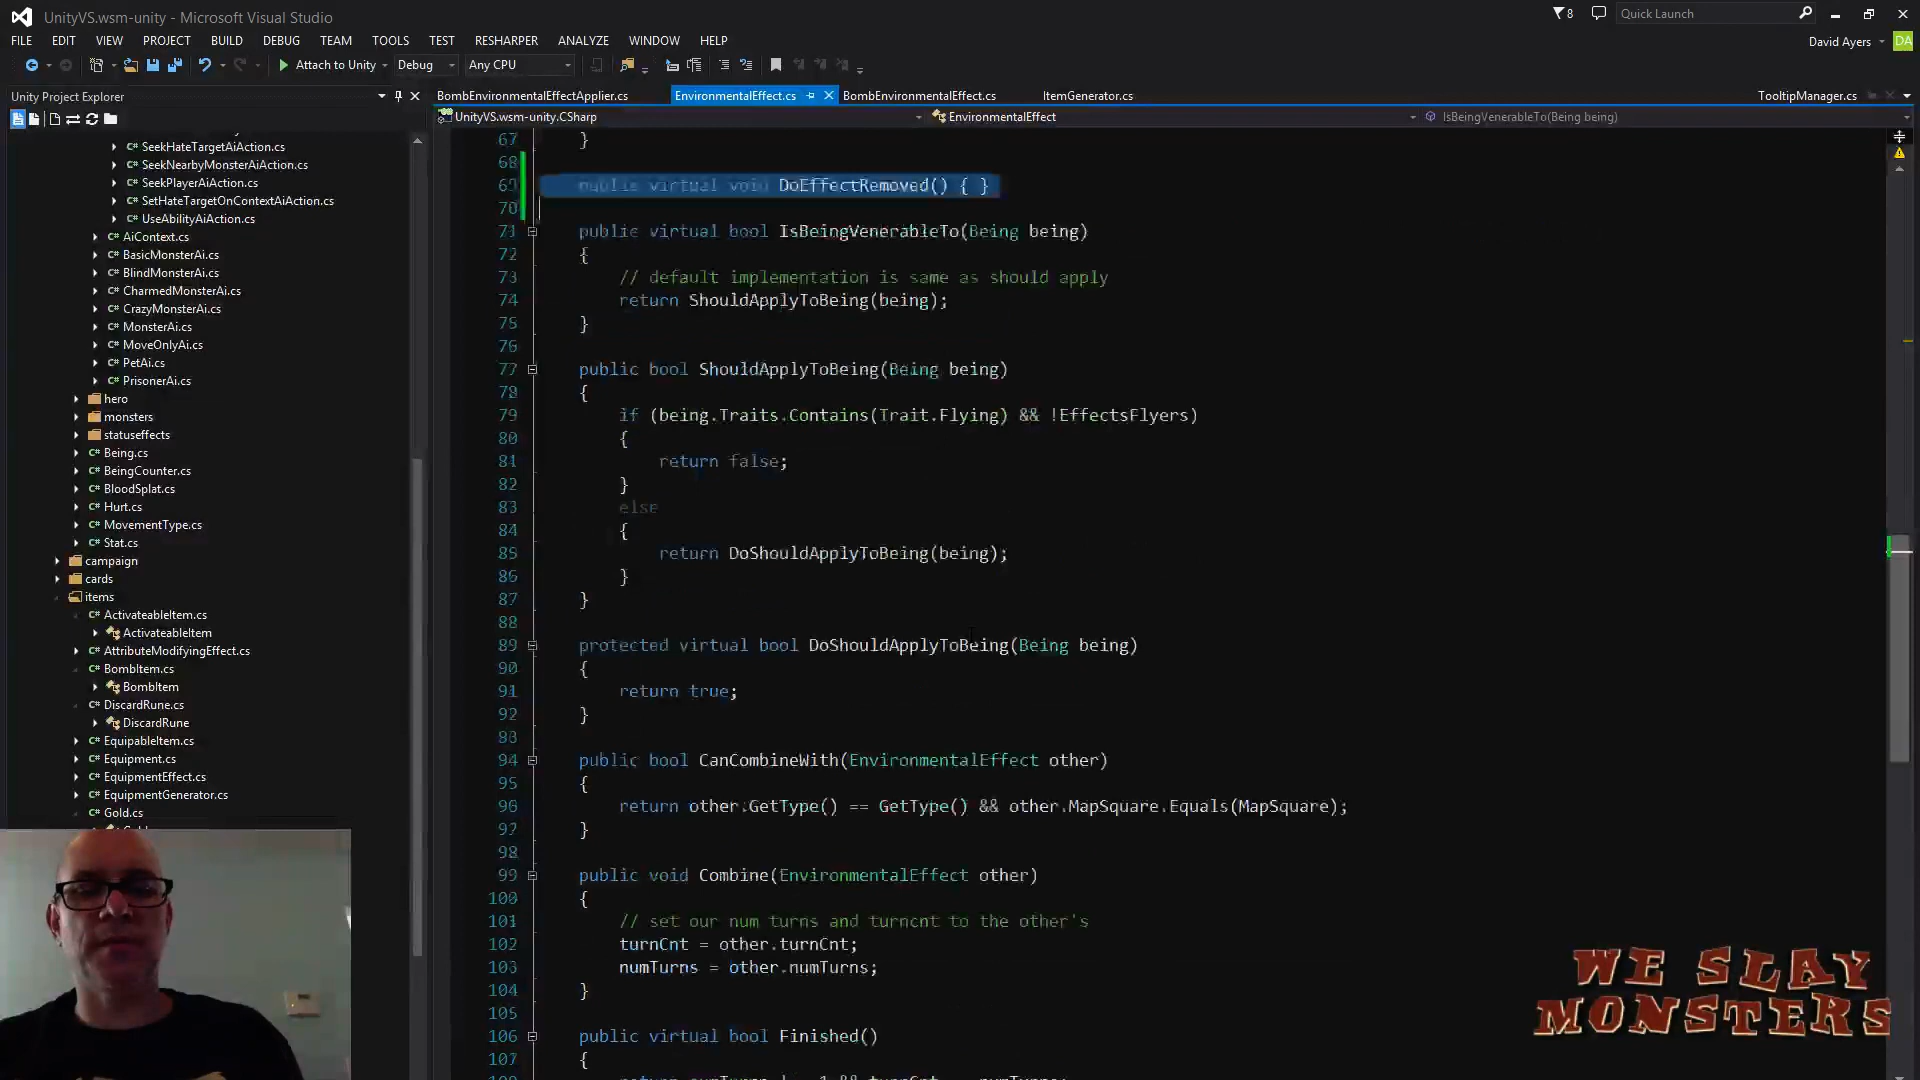 UnityVS.wsm-unity - Microsoft Visual Studio
8
Quick Launch
FILE EDIT VIEW PROJECT BUILD DEBUG TEAM TOOLS TEST RESHARPER ANALYZE WINDOW HELP
David Ayers DA
Attach to Unity Debug Any CPU
Unity Project Explorer
BombEnvironmentalEffectApplier.cs EnvironmentalEffect.cs BombEnvironmentalEffect.cs ItemGenerator.cs TooltipManager.cs
UnityVS.wsm-unity.CSharp EnvironmentalEffect IsBeingVenerableTo(Being being)
SeekHateTargetAiAction.cs
SeekNearbyMonsterAiAction.cs
SeekPlayerAiAction.cs
SetHateTargetOnContextAiAction.cs
UseAbilityAiAction.cs
AiContext.cs
BasicMonsterAi.cs
BlindMonsterAi.cs
CharmedMonsterAi.cs
CrazyMonsterAi.cs
MonsterAi.cs
MoveOnlyAi.cs
PetAi.cs
PrisonerAi.cs
hero
monsters
statuseffects
Being.cs
BeingCounter.cs
BloodSplat.cs
Hurt.cs
MovementType.cs
Stat.cs
campaign
cards
items
ActivateableItem.cs
ActivateableItem
AttributeModifyingEffect.cs
BombItem.cs
BombItem
DiscardRune.cs
DiscardRune
EquipableItem.cs
Equipment.cs
EquipmentEffect.cs
EquipmentGenerator.cs
Gold.cs
67 }
68
69 public virtual void DoEffectRemoved() { }
70
71 public virtual bool IsBeingVenerableTo(Being being)
72 {
73 // default implementation is same as should apply
74 return ShouldApplyToBeing(being);
75 }
76
77 public bool ShouldApplyToBeing(Being being)
78 {
79 if (being.Traits.Contains(Trait.Flying) && !EffectsFlyers)
80 {
81 return false;
82 }
83 else
84 {
85 return DoShouldApplyToBeing(being);
86 }
87 }
88
89 protected virtual bool DoShouldApplyToBeing(Being being)
90 {
91 return true;
92 }
93
94 public bool CanCombineWith(EnvironmentalEffect other)
95 {
96 return other.GetType() == GetType() && other.MapSquare.Equals(MapSquare);
97 }
98
99 public void Combine(EnvironmentalEffect other)
100 {
101 // set our num turns and turncnt to the other's
102 turnCnt = other.turnCnt;
103 numTurns = other.numTurns;
104 }
105
106 public virtual bool Finished()
107 {
WE SLAY
MONSTERS